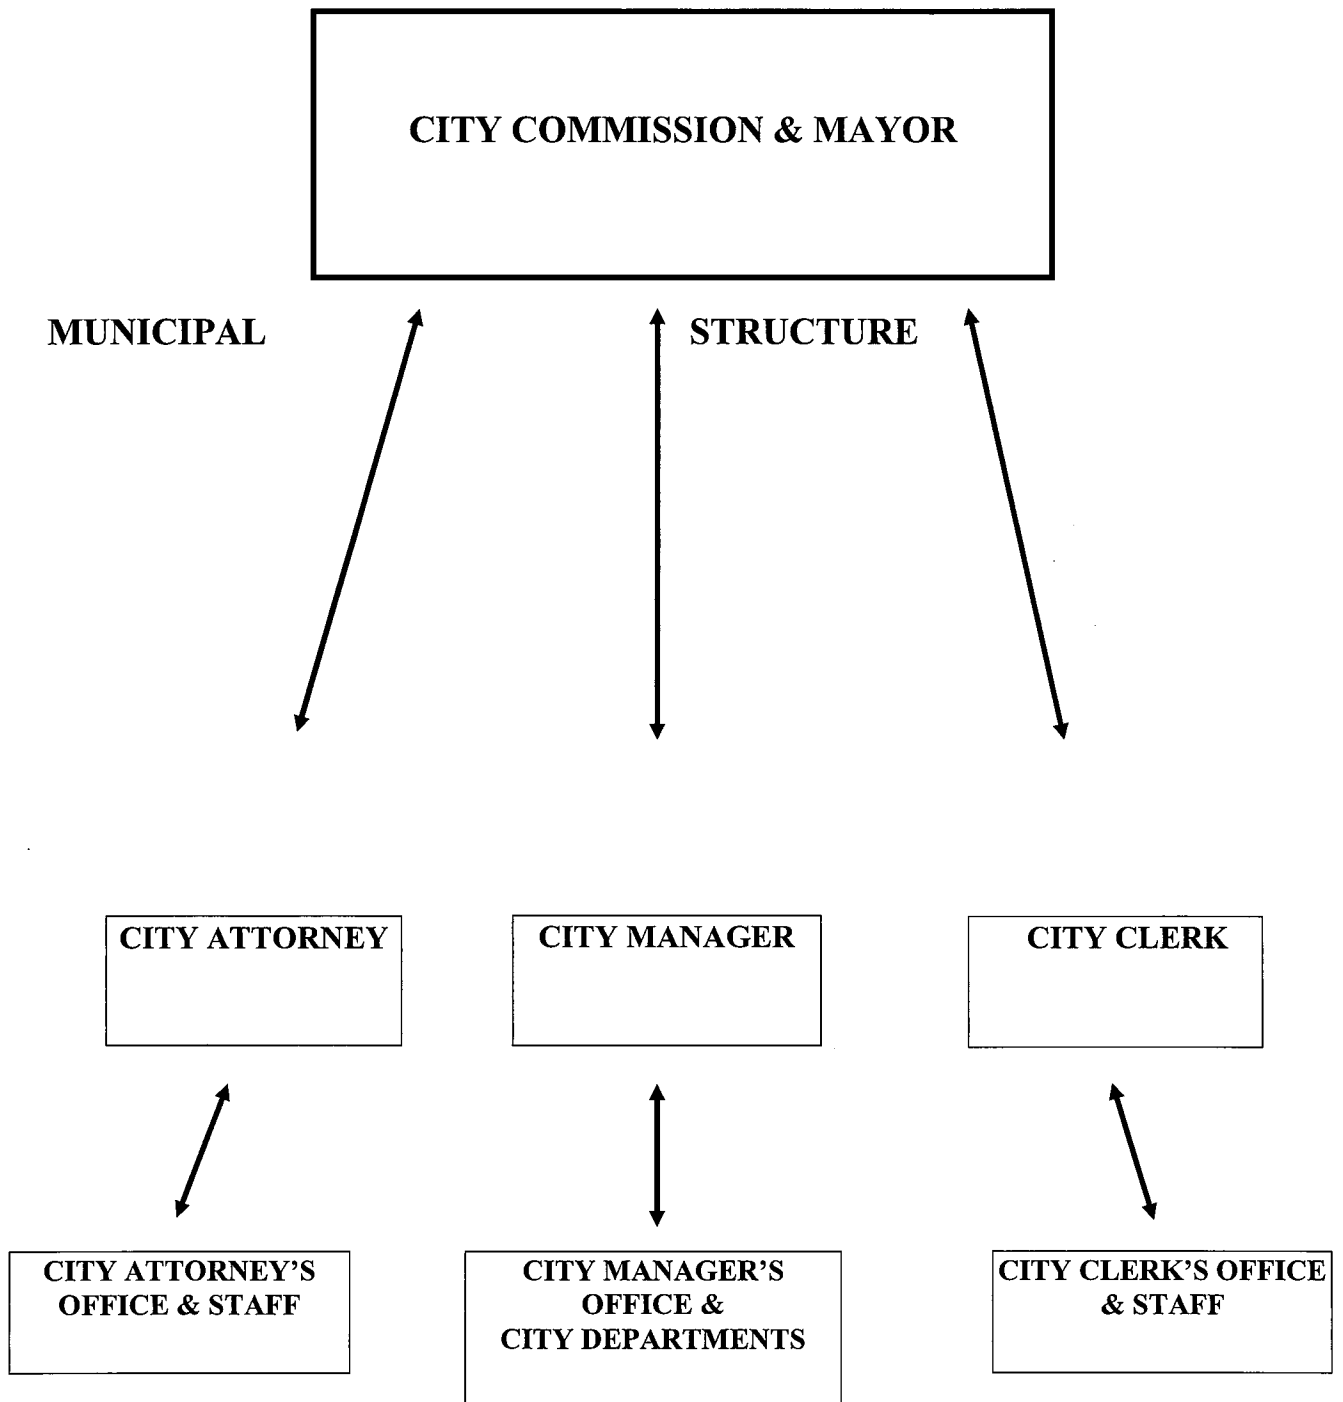 CITY COMMISSION & MAYOR
MUNICIPAL STRUCTURE
CITY ATTORNEY
CITY MANAGER
CITY CLERK
CITY ATTORNEY’S
OFFICE & STAFF
CITY MANAGER’S
OFFICE &
CITY DEPARTMENTS
CITY CLERK’S OFFICE
& STAFF